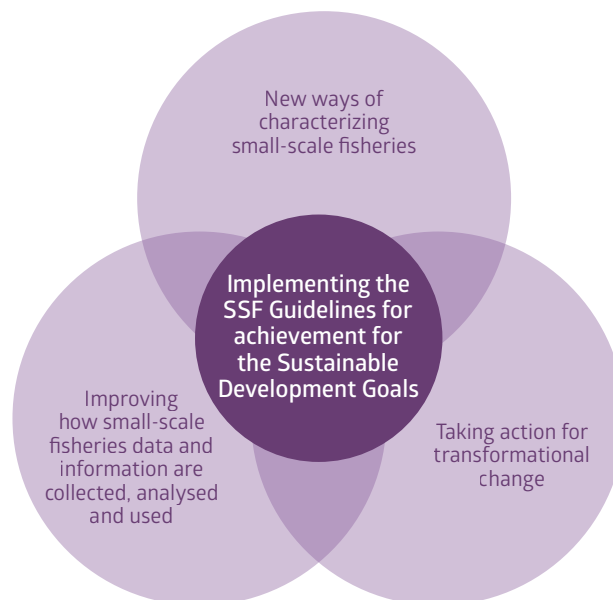 New ways of
characterizing
small-scale fisheries
Implementing the
SSF Guidelines for
achievement for
the Sustainable
Development Goals
Improving
how small-scale
fisheries data and
information are
collected, analysed
and used
Taking action for
transformational
change